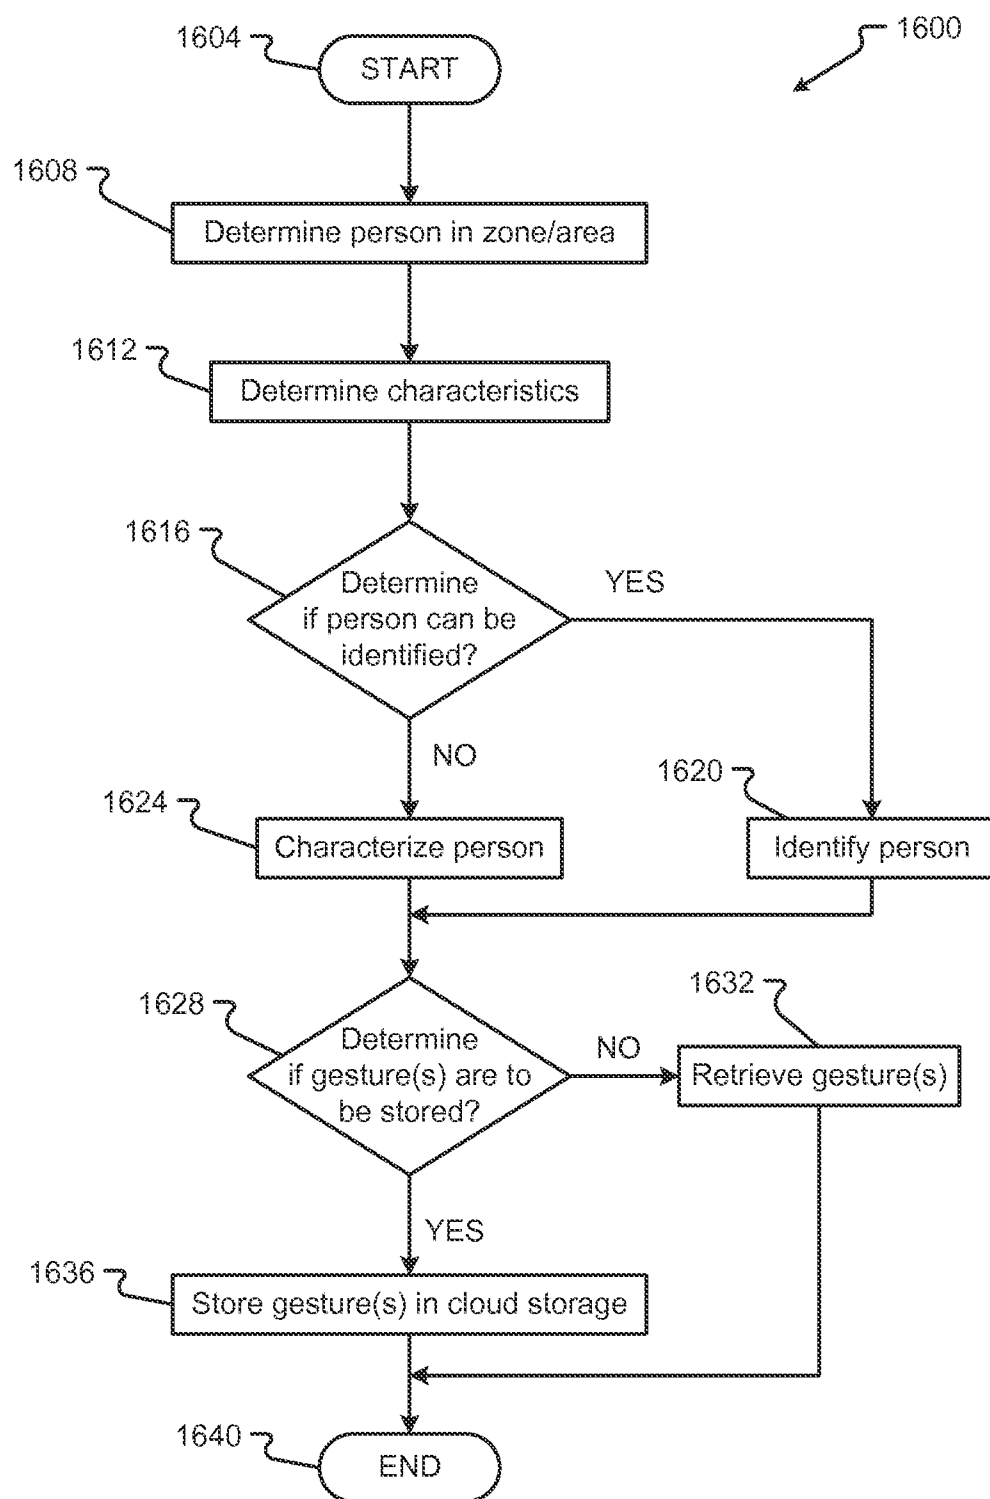 1600
1604
START
1608
Determine person in zone/area
1612
Determine characteristics
1616
Determine
if person can be
identified?
YES
NO
1620
1624
Characterize person
Identify person
1628
Determine
if gesture(s) are to
be stored?
NO
1632
Retrieve gesture(s)
YES
1636
Store gesture(s) in cloud storage
1640
END